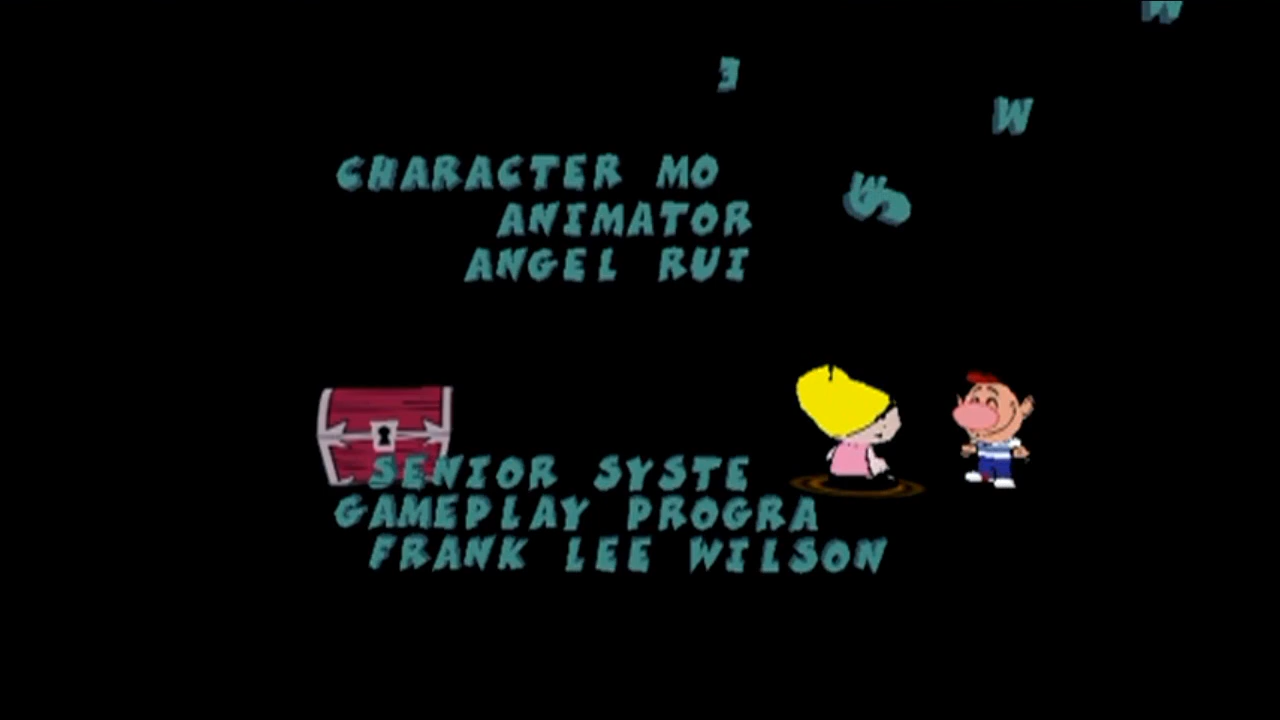 W
E
W
W
S
CHARACTER MO
ANIMATOR
ANGEL RUI
SENIOR SYSTE
GAMEPLAY PROGRA
FRANK LEE WILSON